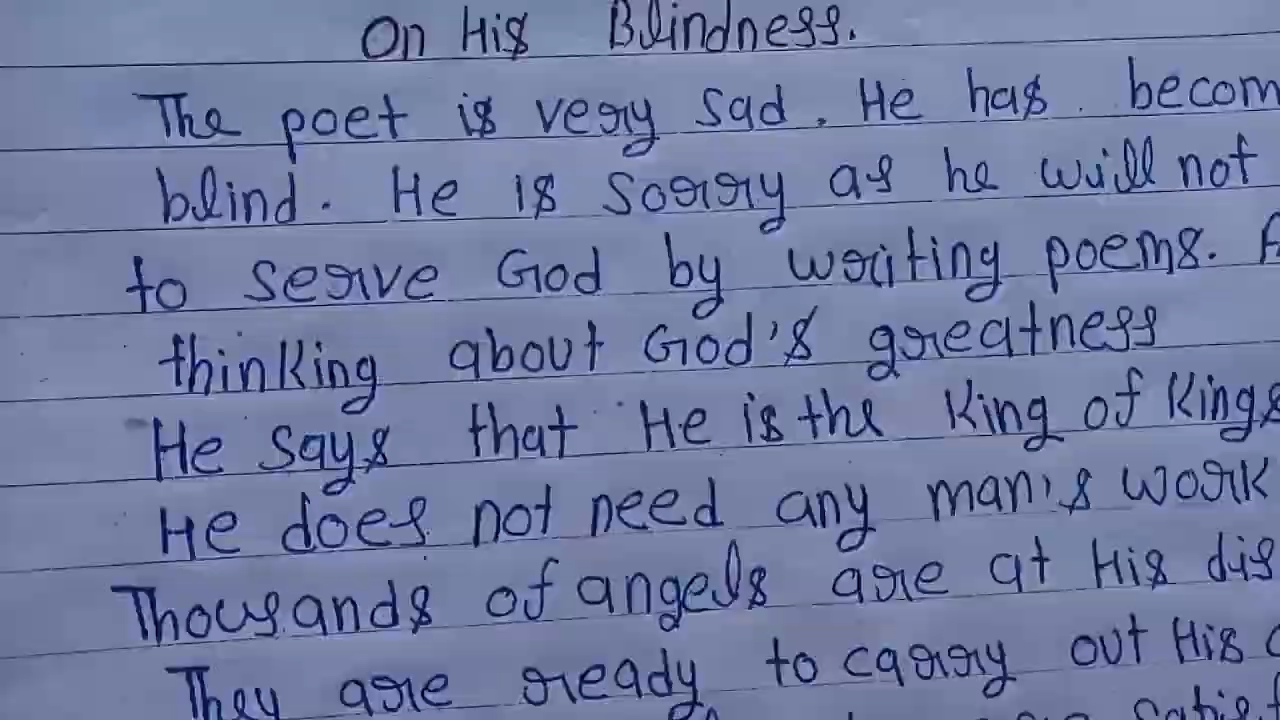 On His Blindness.
The poet is very sad. He has becom
blind. He is sorry as he will not
to serve God by writing poems.
thinking about God's greatness
He says that He is the King of Kings
He does not need any man's work
Thousands of angels are at His dis
They are ready to carry out His